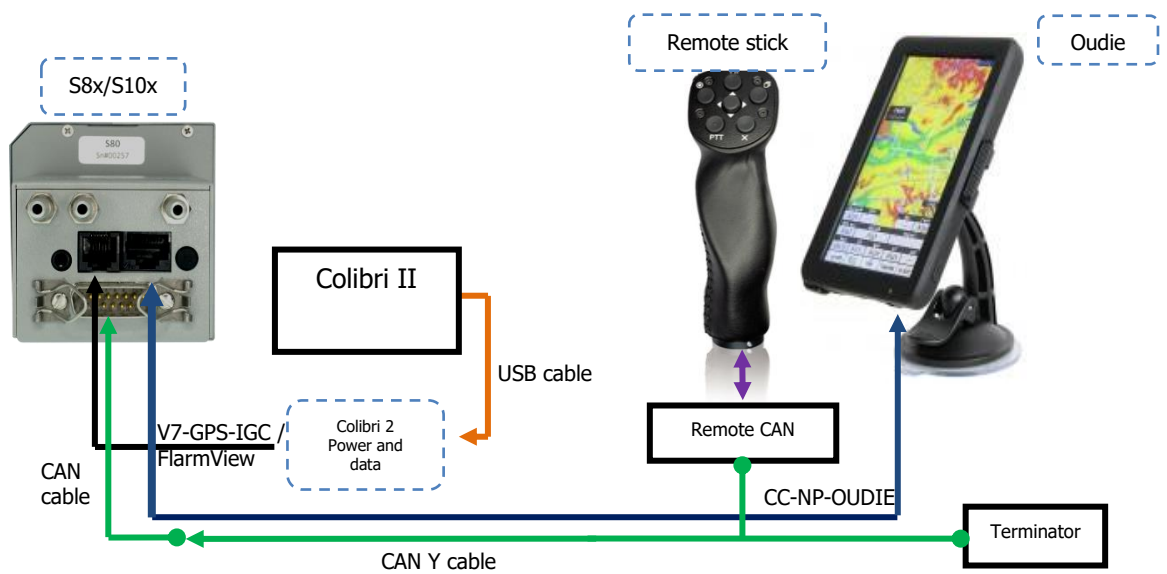 Remote stick
Oudie
S8x/S10x
S80
PTT
X
Colibri II
USB cable
V7-GPS-IGC /
FlarmView
Colibri 2
Power and
data
Remote CAN
CAN
cable
CC-NP-OUDIE
Terminator
CAN Y cable